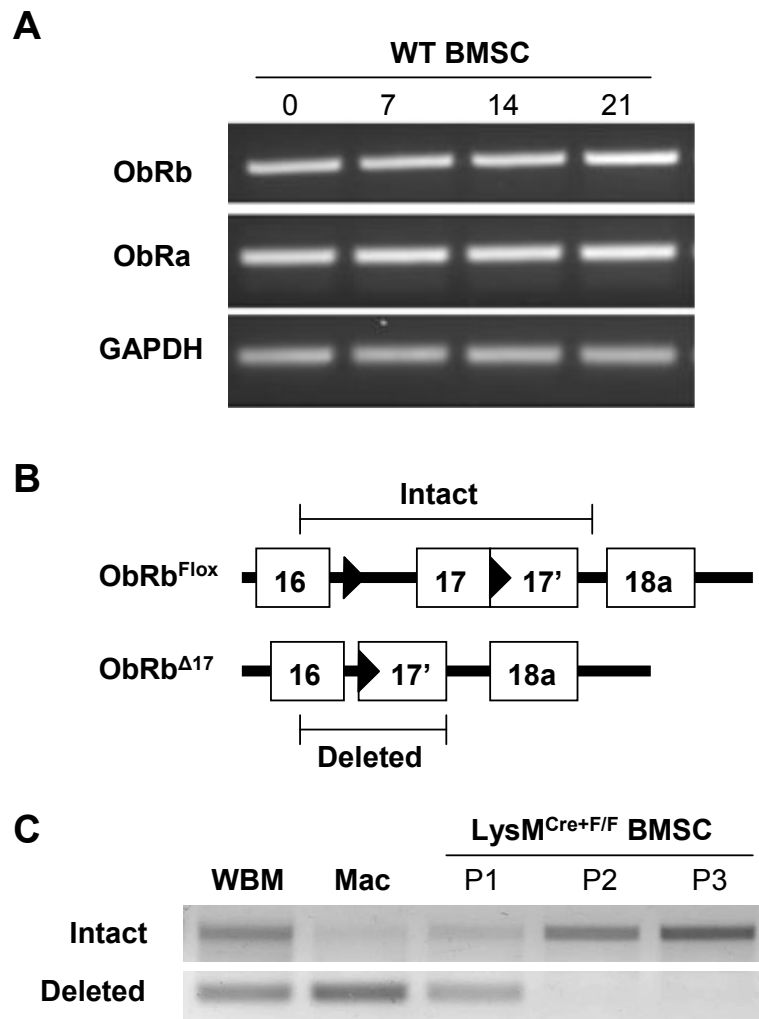 A
WT BMSC
0 7 14 21
ObRb
ObRa
GAPDH
B
Intact
ObRb^Flox 16 17 17’ 18a
ObRb^Δ17 16 17’ 18a
Deleted
C
LysM^Cre+F/F BMSC
WBM Mac P1 P2 P3
Intact
Deleted